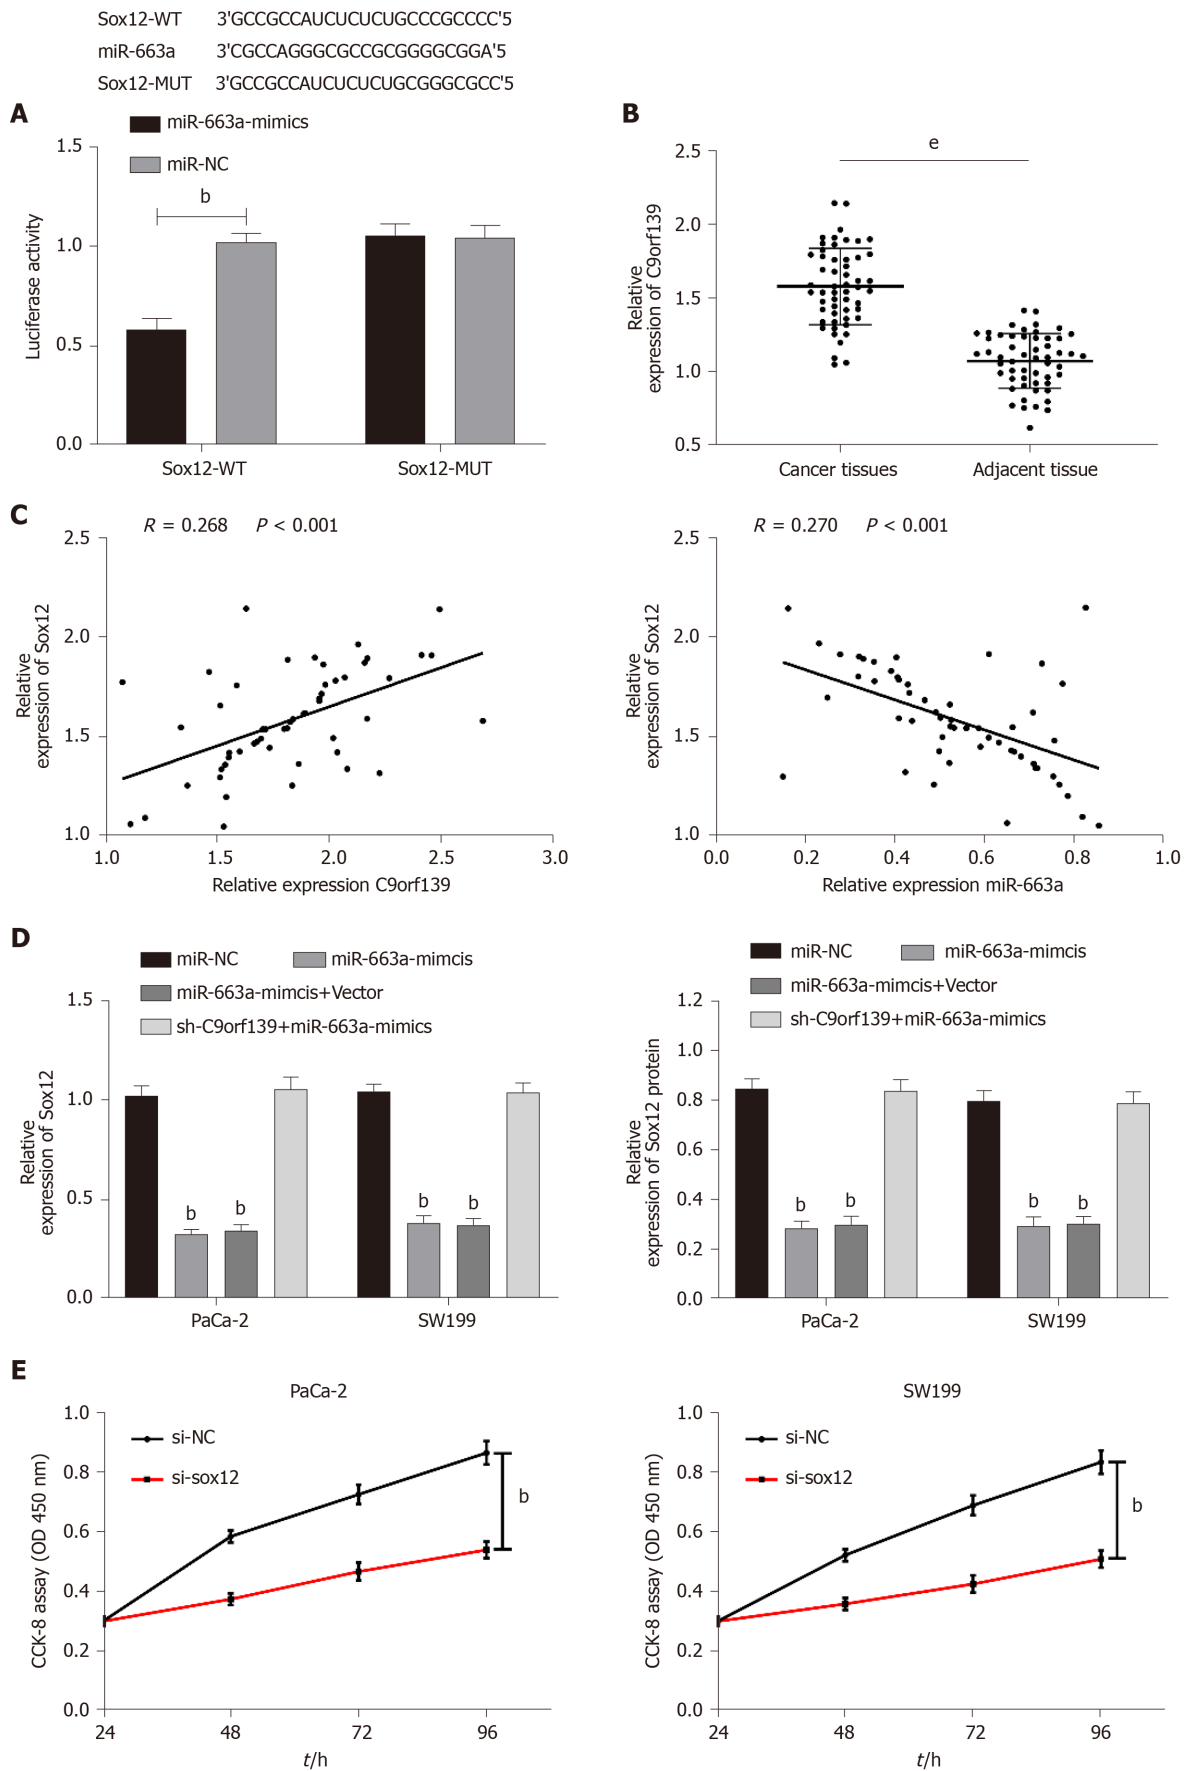 Sox12-WT 3'GCCGCCAUCUCUCUGCCCGCCCC'5
miR-663a 3'CGCCAGGGCGCCGCGGGGCGGA'5
Sox12-MUT 3'GCCGCCAUCUCUCUGCGGGCGCC'5
A
miR-663a-mimics
miR-NC
b
Luciferase activity
1.5
1.0
0.5
0.0
Sox12-WT Sox12-MUT
B
e
Relative
expression of C9orf139
2.5
2.0
1.5
1.0
0.5
Cancer tissues Adjacent tissue
C
R = 0.268 P < 0.001
Relative
expression of Sox12
2.5
2.0
1.5
1.0
1.0 1.5 2.0 2.5 3.0
Relative expression C9orf139
R = 0.270 P < 0.001
Relative
expression of Sox12
2.5
2.0
1.5
1.0
0.0 0.2 0.4 0.6 0.8 1.0
Relative expression miR-663a
D
miR-NC miR-663a-mimcis
miR-663a-mimcis+Vector
sh-C9orf139+miR-663a-mimics
Relative
expression of Sox12
1.5
1.0
0.5
0.0
b b b b
PaCa-2 SW199
miR-NC miR-663a-mimcis
miR-663a-mimcis+Vector
sh-C9orf139+miR-663a-mimics
Relative
expression of Sox12 protein
1.2
1.0
0.8
0.6
0.4
0.2
0.0
b b b b
PaCa-2 SW199
E
PaCa-2
si-NC
si-sox12
b
CCK-8 assay (OD 450 nm)
1.0
0.8
0.6
0.4
0.2
0.0
24 48 72 96
t/h
SW199
si-NC
si-sox12
b
CCK-8 assay (OD 450 nm)
1.0
0.8
0.6
0.4
0.2
0.0
24 48 72 96
t/h